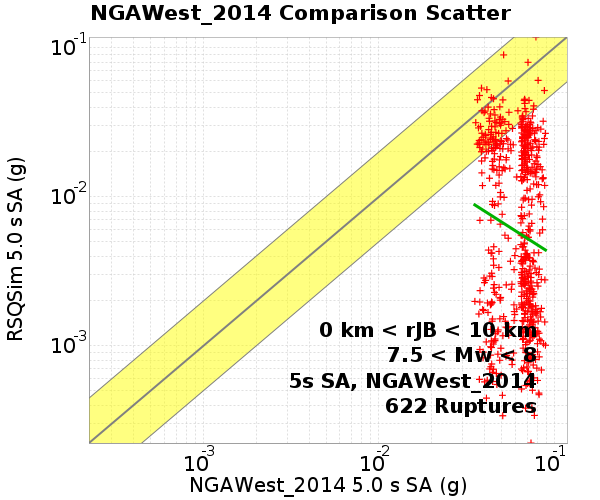 NGAWest_2014 Comparison Scatter
RSQSim 5.0 s SA (g)
10-1
10-2
10-3
0 km < rJB < 10 km
7.5 < Mw < 8
5s SA, NGAWest_2014
622 Ruptures
10-3
10-2
10-1
NGAWest_2014 5.0 s SA (g)